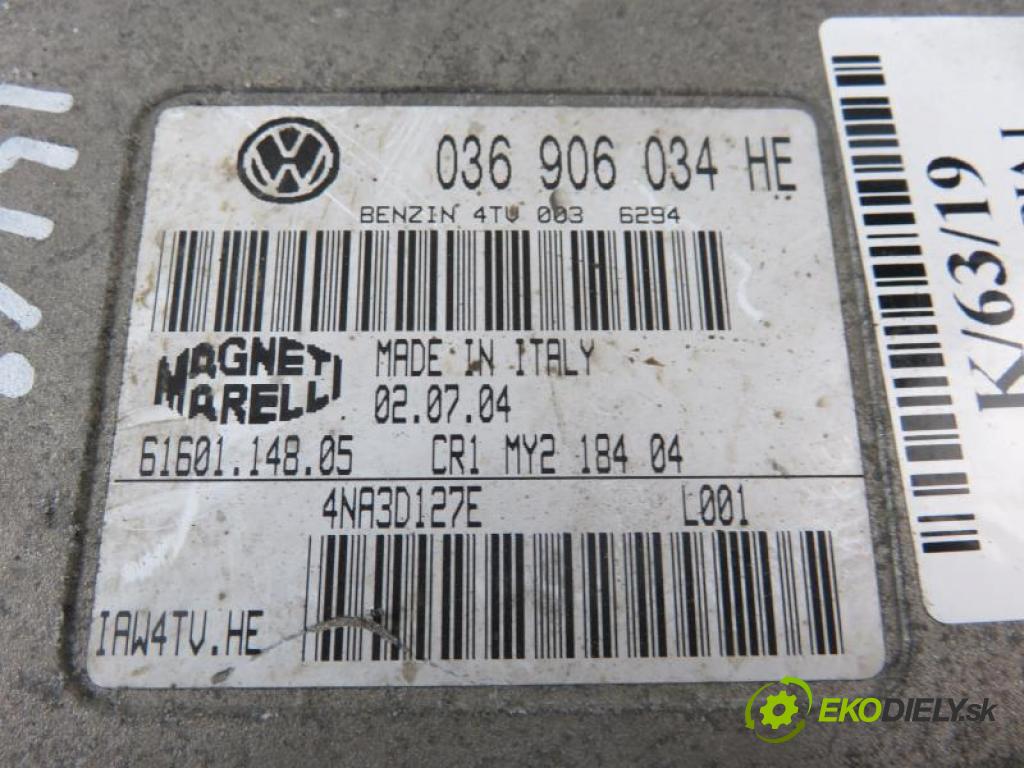 036 906 034 HE
BENZIN 4TV 003 6294
MAGNETI
MARELLI
MADE IN ITALY
02.07.04
61601.148.05 CR1 MY2 184 04
4NA3D127E L001
IAW4TV.HE
K/63/19
EKODIELY.sk